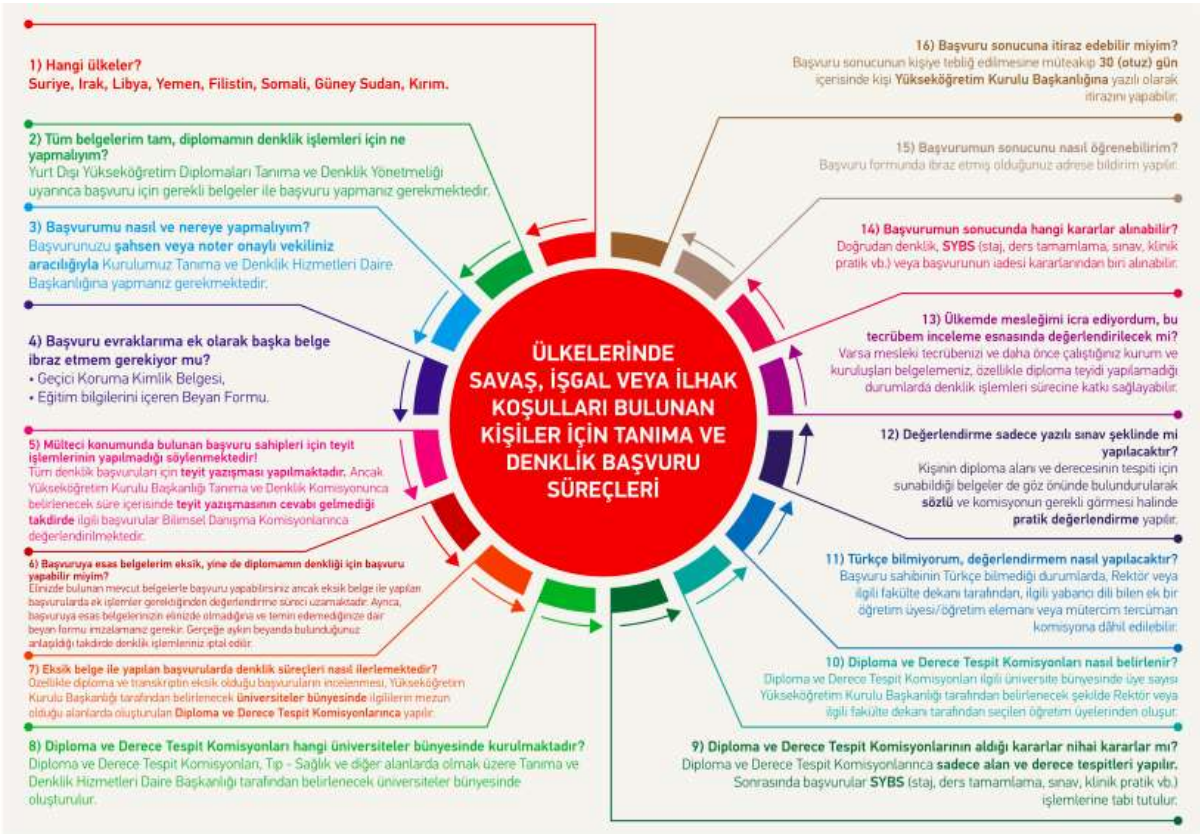 1) Hangi ülkeler?
Suriye, Irak, Libya, Yemen, Filistin, Somali, Güney Sudan, Kırım.
2) Tüm belgelerim tam, diplomamın denklik işlemleri için ne
yapmalıyım?
Yurt Dışı Yükseköğretim Diplomaları Tanıma ve Denklik Yönetmeliği
uyarınca başvuru için gerekli belgeler ile başvuru yapmanız gerekmektedir.
3) Başvurumu nasıl ve nereye yapmalıyım?
Başvurunuzu şahsen veya noter onaylı vekiliniz
aracılığıyla Kurulumuz Tanıma ve Denklik Hizmetleri Daire
Başkanlığına yapmanız gerekmektedir.
4) Başvuru evraklarıma ek olarak başka belge
ibraz etmem gerekiyor mu?
• Geçici Koruma Kimlik Belgesi,
• Eğitim bilgilerini içeren Beyan Formu.
5) Mülteci konumunda bulunan başvuru sahipleri için teyit
işlemlerinin yapılmadığı söylenmektedir!
Tüm denklik başvuruları için teyit yazışması yapılmaktadır. Ancak
Yükseköğretim Kurulu Başkanlığı Tanıma ve Denklik Komisyonunca
belirlenecek süre içerisinde teyit yazışmasının cevabı gelmediği
takdirde ilgili başvurular Bilimsel Danışma Komisyonlarınca
değerlendirilmektedir.
6) Başvuruya esas belgelerim eksik, yine de diplomamın denkliği için başvuru
yapabilir miyim?
Elinizde bulunan mevcut belgelerle başvuru yapabilirsiniz ancak eksik belge ile yapılan
başvurularda ek işlemler gerektiğinden değerlendirme süreci uzamaktadır. Ayrıca,
başvuruya esas belgelerinizin elinizde olmadığına ve temin edemediğinize dair
beyan formu imzalamanız gerekir. Gerçeğe aykırı beyanda bulunduğunuz
anlaşıldığı takdirde denklik işlemleriniz iptal edilir.
7) Eksik belge ile yapılan başvurularda denklik süreçleri nasıl ilerlemektedir?
Özellikle diploma ve transkriptin eksik olduğu başvuruların incelenmesi, Yükseköğretim
Kurulu Başkanlığı tarafından belirlenecek üniversiteler bünyesinde ilgililerin mezun
olduğu alanlarda oluşturulan Diploma ve Derece Tespit Komisyonlarınca yapılır.
8) Diploma ve Derece Tespit Komisyonları hangi üniversiteler bünyesinde kurulmaktadır?
Diploma ve Derece Tespit Komisyonları, Tıp - Sağlık ve diğer alanlarda olmak üzere Tanıma ve
Denklik Hizmetleri Daire Başkanlığı tarafından belirlenecek üniversiteler bünyesinde
oluşturulur.
ÜLKELERİNDE
SAVAŞ, İŞGAL VEYA İLHAK
KOŞULLARI BULUNAN
KİŞİLER İÇİN TANIMA VE
DENKLİK BAŞVURU
SÜREÇLERİ
16) Başvuru sonucuna itiraz edebilir miyim?
Başvuru sonucunun kişiye tebliğ edilmesine müteakip 30 (otuz) gün
içerisinde kişi Yükseköğretim Kurulu Başkanlığına yazılı olarak
itirazını yapabilir.
15) Başvurumun sonucunu nasıl öğrenebilirim?
Başvuru formunda ibraz etmiş olduğunuz adrese bildirim yapılır.
14) Başvurumun sonucunda hangi kararlar alınabilir?
Doğrudan denklik, SYBS (staj, ders tamamlama, sınav, klinik
pratik vb.) veya başvurunun iadesi kararlarından biri alınabilir.
13) Ülkemde mesleğimi icra ediyordum, bu
tecrübem inceleme esnasında değerlendirilecek mi?
Varsa mesleki tecrübenizi ve daha önce çalıştığınız kurum ve
kuruluşları belgelemeniz, özellikle diploma teyidi yapılamadığı
durumlarda denklik işlemleri sürecine katkı sağlayabilir.
12) Değerlendirme sadece yazılı sınav şeklinde mi
yapılacaktır?
Kişinin diploma alanı ve derecesinin tespiti için
sunabildiği belgeler de göz önünde bulundurularak
sözlü ve komisyonun gerekli görmesi halinde
pratik değerlendirme yapılır.
11) Türkçe bilmiyorum, değerlendirmem nasıl yapılacaktır?
Başvuru sahibinin Türkçe bilmediği durumlarda, Rektör veya
ilgili fakülte dekanı tarafından, ilgili yabancı dili bilen ek bir
öğretim üyesi/öğretim elemanı veya mütercim tercüman
komisyona dâhil edilebilir.
10) Diploma ve Derece Tespit Komisyonları nasıl belirlenir?
Diploma ve Derece Tespit Komisyonları ilgili üniversite bünyesinde üye sayısı
Yükseköğretim Kurulu Başkanlığı tarafından belirlenecek şekilde Rektör veya
ilgili fakülte dekanı tarafından seçilen öğretim üyelerinden oluşur.
9) Diploma ve Derece Tespit Komisyonlarının aldığı kararlar nihai kararlar mı?
Diploma ve Derece Tespit Komisyonlarınca sadece alan ve derece tespitleri yapılır.
Sonrasında başvurular SYBS (staj, ders tamamlama, sınav, klinik pratik vb.)
işlemlerine tabi tutulur.